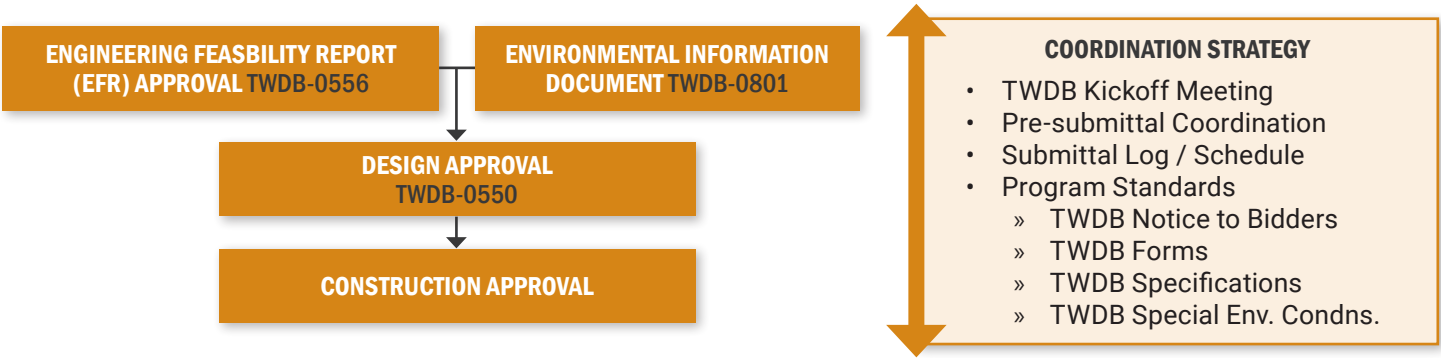 ENGINEERING FEASBILITY REPORT
(EFR) APPROVAL TWDB-0556
ENVIRONMENTAL INFORMATION
DOCUMENT TWDB-0801
DESIGN APPROVAL
TWDB-0550
CONSTRUCTION APPROVAL
COORDINATION STRATEGY
• TWDB Kickoff Meeting
• Pre-submittal Coordination
• Submittal Log / Schedule
• Program Standards
» TWDB Notice to Bidders
» TWDB Forms
» TWDB Specifications
» TWDB Special Env. Condns.